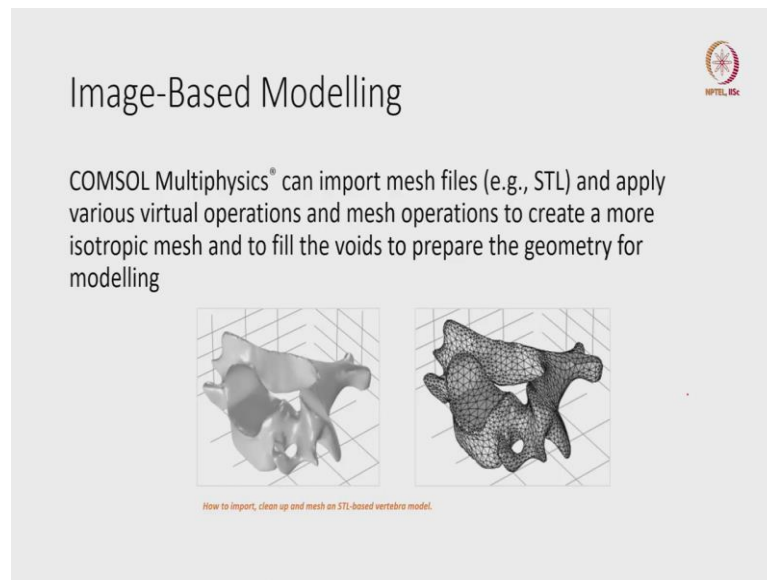 NPTEL, IISc
Image-Based Modelling
COMSOL Multiphysics® can import mesh files (e.g., STL) and apply
various virtual operations and mesh operations to create a more
isotropic mesh and to fill the voids to prepare the geometry for
modelling
How to import, clean up and mesh an STL-based vertebra model.